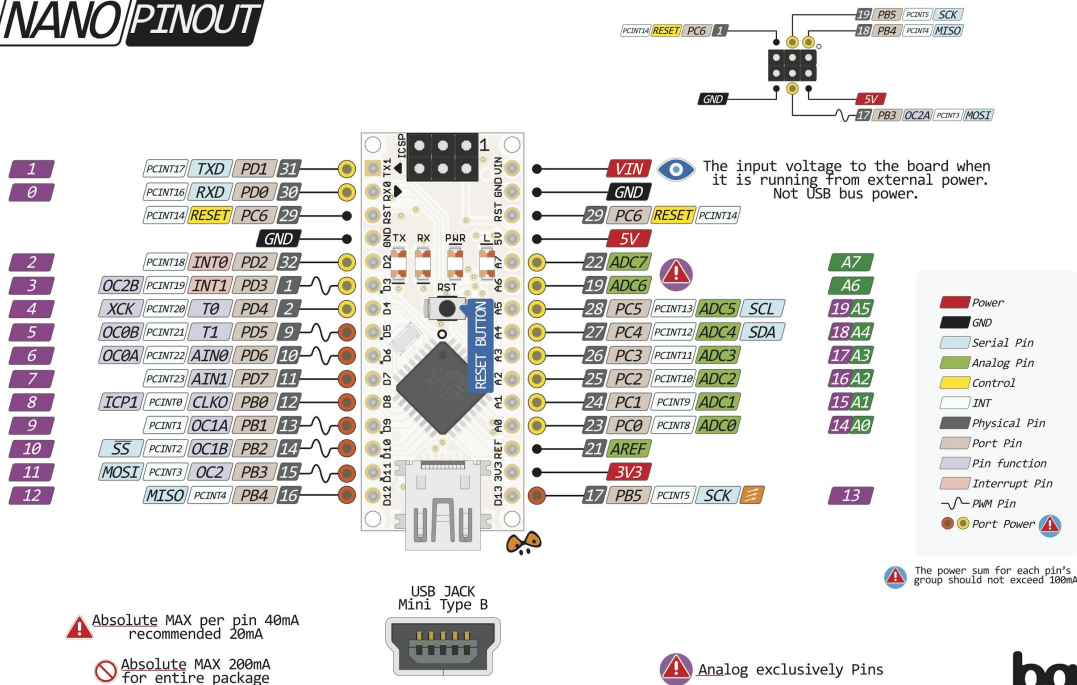 NANO PINOUT
19 PB5 PCINT5 SCK
18 PB4 PCINT4 MISO
PCINT14 RESET PC6 1
GND
5V
17 PB3 OC2A PCINT3 MOSI
ICSP 1
1 PCINT17 TXD PD1 31 TX1 VIN VIN
The input voltage to the board when
it is running from external power.
Not USB bus power.
0 PCINT16 RXD PD0 30 RX0 GND GND
PCINT14 RESET PC6 29 RST RST 29 PC6 RESET PCINT14
GND GND 5V 5V
TX RX PWR L
2 PCINT18 INT0 PD2 32 D2 A7 22 ADC7 A7
3 OC2B PCINT19 INT1 PD3 1 D3 A6 19 ADC6 A6
RST
RESET BUTTON
4 XCK PCINT20 T0 PD4 2 D4 A5 28 PC5 PCINT13 ADC5 SCL 19 A5
5 OC0B PCINT21 T1 PD5 9 D5 A4 27 PC4 PCINT12 ADC4 SDA 18 A4
6 OC0A PCINT22 AIN0 PD6 10 D6 A3 26 PC3 PCINT11 ADC3 17 A3
7 PCINT23 AIN1 PD7 11 D7 A2 25 PC2 PCINT10 ADC2 16 A2
8 ICP1 PCINT0 CLKO PB0 12 D8 A1 24 PC1 PCINT9 ADC1 15 A1
9 PCINT1 OC1A PB1 13 D9 A0 23 PC0 PCINT8 ADC0 14 A0
10 SS PCINT2 OC1B PB2 14 D10 REF 21 AREF
11 MOSI PCINT3 OC2 PB3 15 D11 3V3 3V3
12 MISO PCINT4 PB4 16 D12 D13 17 PB5 PCINT5 SCK 13
Power
GND
Serial Pin
Analog Pin
Control
INT
Physical Pin
Port Pin
Pin function
Interrupt Pin
PWM Pin
Port Power
The power sum for each pin's
group should not exceed 100mA
USB JACK
Mini Type B
Absolute MAX per pin 40mA
recommended 20mA
Absolute MAX 200mA
for entire package
Analog exclusively Pins